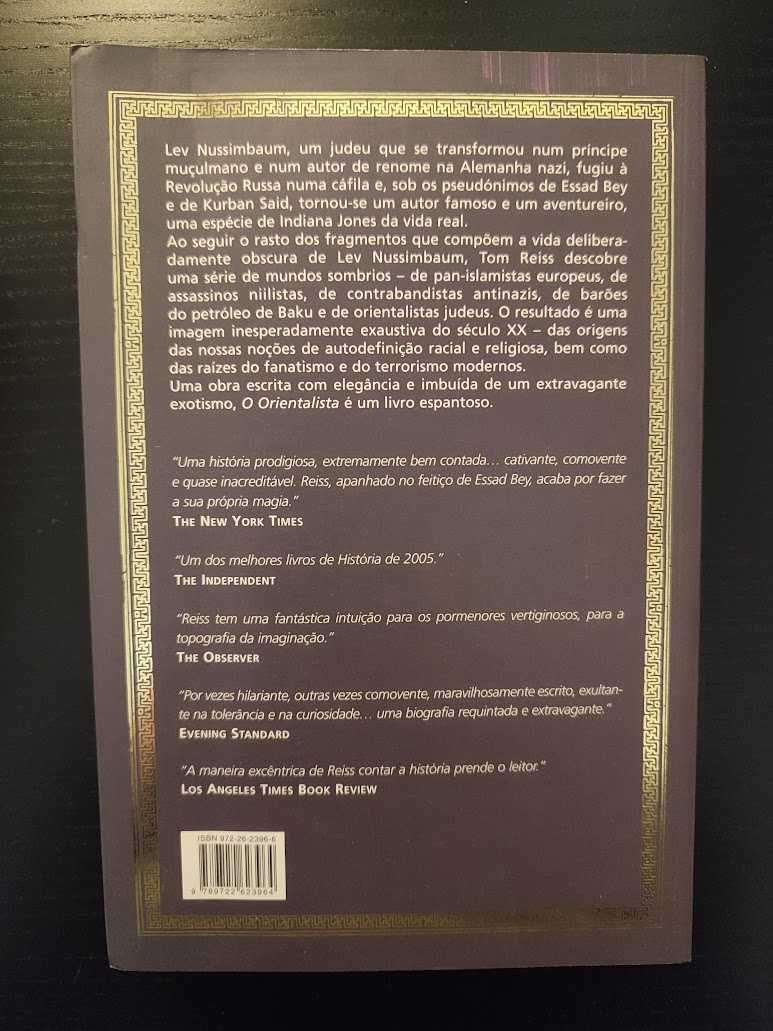 Lev Nussimbaum, um judeu que se transformou num príncipe
muçulmano e num autor de renome na Alemanha nazi, fugiu à
Revolução Russa numa cáfila e, sob os pseudónimos de Essad Bey
e de Kurban Said, tornou-se um autor famoso e um aventureiro,
uma espécie de Indiana Jones da vida real.
Ao seguir o rasto dos fragmentos que compõem a vida delibera-
damente obscura de Lev Nussimbaum, Tom Reiss descobre
uma série de mundos sombrios – de pan-islamistas europeus, de
assassinos niilistas, de contrabandistas antinazis, de barões
do petróleo de Baku e de orientalistas judeus. O resultado é uma
imagem inesperadamente exaustiva do século XX – das origens
das nossas noções de autodefinição racial e religiosa, bem como
das raízes do fanatismo e do terrorismo modernos.
Uma obra escrita com elegância e imbuída de um extravagante
exotismo, O Orientalista é um livro espantoso.
“Uma história prodigiosa, extremamente bem contada… cativante, comovente
e quase inacreditável. Reiss, apanhado no feitiço de Essad Bey, acaba por fazer
a sua própria magia.”
THE NEW YORK TIMES
“Um dos melhores livros de História de 2005.”
THE INDEPENDENT
“Reiss tem uma fantástica intuição para os pormenores vertiginosos, para a
topografia da imaginação.”
THE OBSERVER
“Por vezes hilariante, outras vezes comovente, maravilhosamente escrito, exultan-
te na tolerância e na curiosidade… uma biografia requintada e extravagante.”
EVENING STANDARD
“A maneira excêntrica de Reiss contar a história prende o leitor.”
LOS ANGELES TIMES BOOK REVIEW
ISBN 972-26-2396-6
9 789722 623964